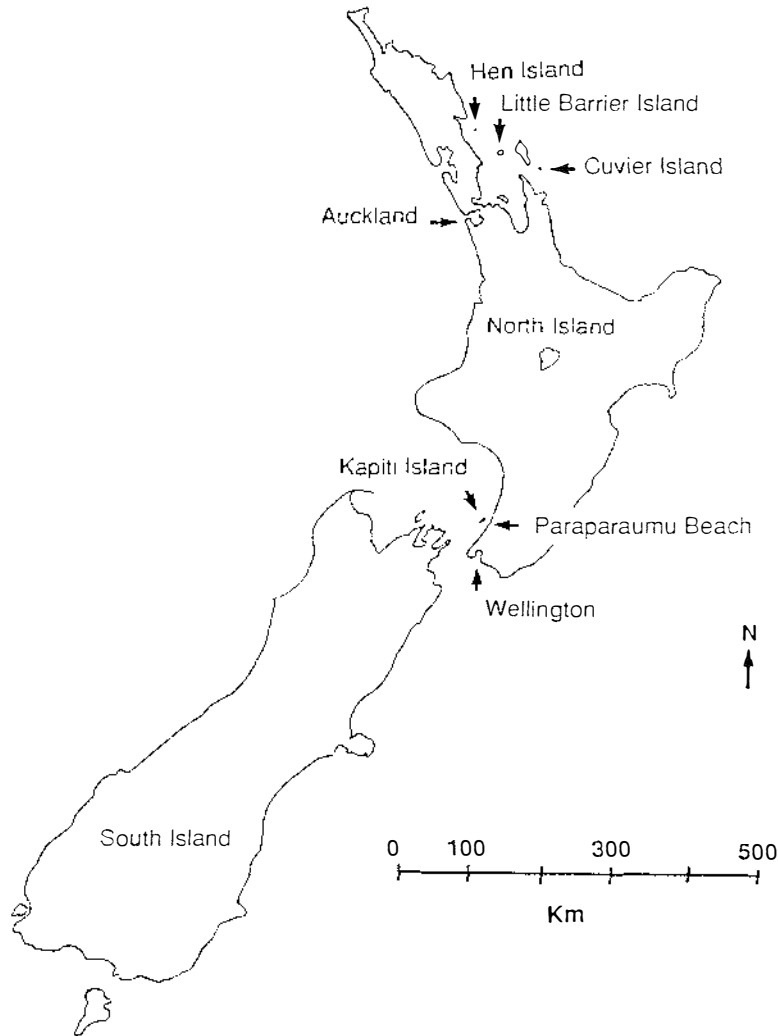 Hen Island
Little Barrier Island
Cuvier Island
Auckland
North Island
Kapiti Island
Paraparaumu Beach
Wellington
N
South Island
0 100 300 500
Km